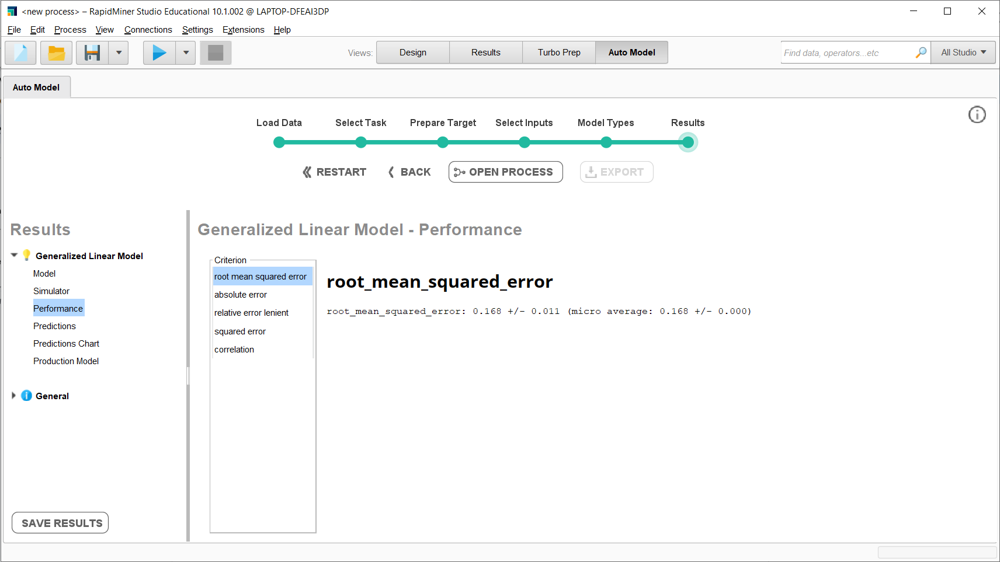 <new process> – RapidMiner Studio Educational 10.1.002 @ LAPTOP-DFEAI3DP
File Edit Process View Connections Settings Extensions Help
Views: Design Results Turbo Prep Auto Model Find data, operators...etc All Studio
Auto Model
Load Data Select Task Prepare Target Select Inputs Model Types Results
RESTART BACK OPEN PROCESS EXPORT
Results
Generalized Linear Model
Model
Simulator
Performance
Predictions
Predictions Chart
Production Model
General
SAVE RESULTS
Generalized Linear Model - Performance
Criterion
root mean squared error
absolute error
relative error lenient
squared error
correlation
root_mean_squared_error
root_mean_squared_error: 0.168 +/- 0.011 (micro average: 0.168 +/- 0.000)